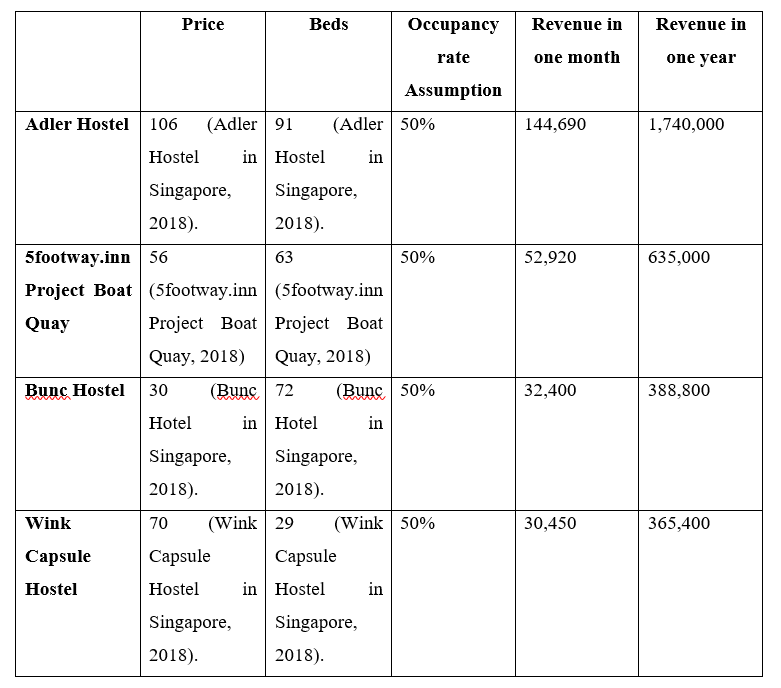 Price Beds Occupancy Revenue in Revenue in
rate one month one year
Assumption
Adler Hostel 106 (Adler 91 (Adler 50% 144,690 1,740,000
Hostel in Hostel in
Singapore, Singapore,
2018). 2018).
5footway.inn 56 63 50% 52,920 635,000
Project Boat (5footway.inn (5footway.inn
Quay Project Boat Project Boat
Quay, 2018) Quay, 2018)
Bunc Hostel 30 (Bunc 72 (Bunc 50% 32,400 388,800
Hotel in Hotel in
Singapore, Singapore,
2018). 2018).
Wink 70 (Wink 29 (Wink 50% 30,450 365,400
Capsule Capsule Capsule
Hostel Hostel in Hostel in
Singapore, Singapore,
2018). 2018).